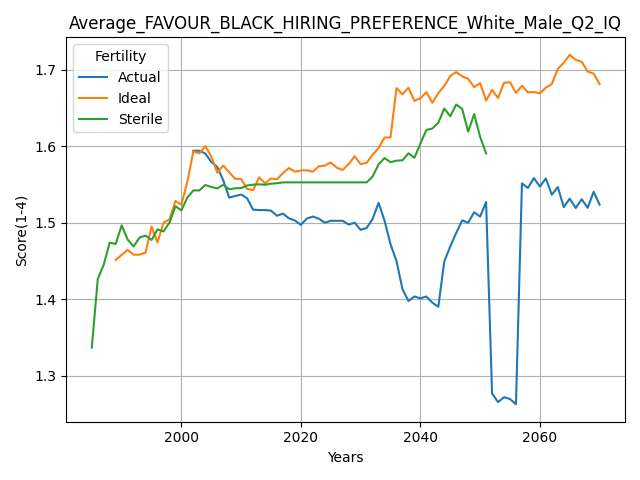 Average_FAVOUR_BLACK_HIRING_PREFERENCE_White_Male_Q2_IQ
Fertility
Actual
Ideal
Sterile
1.7
1.6
1.5
1.4
1.3
Score(1-4)
2000 2020 2040 2060
Years